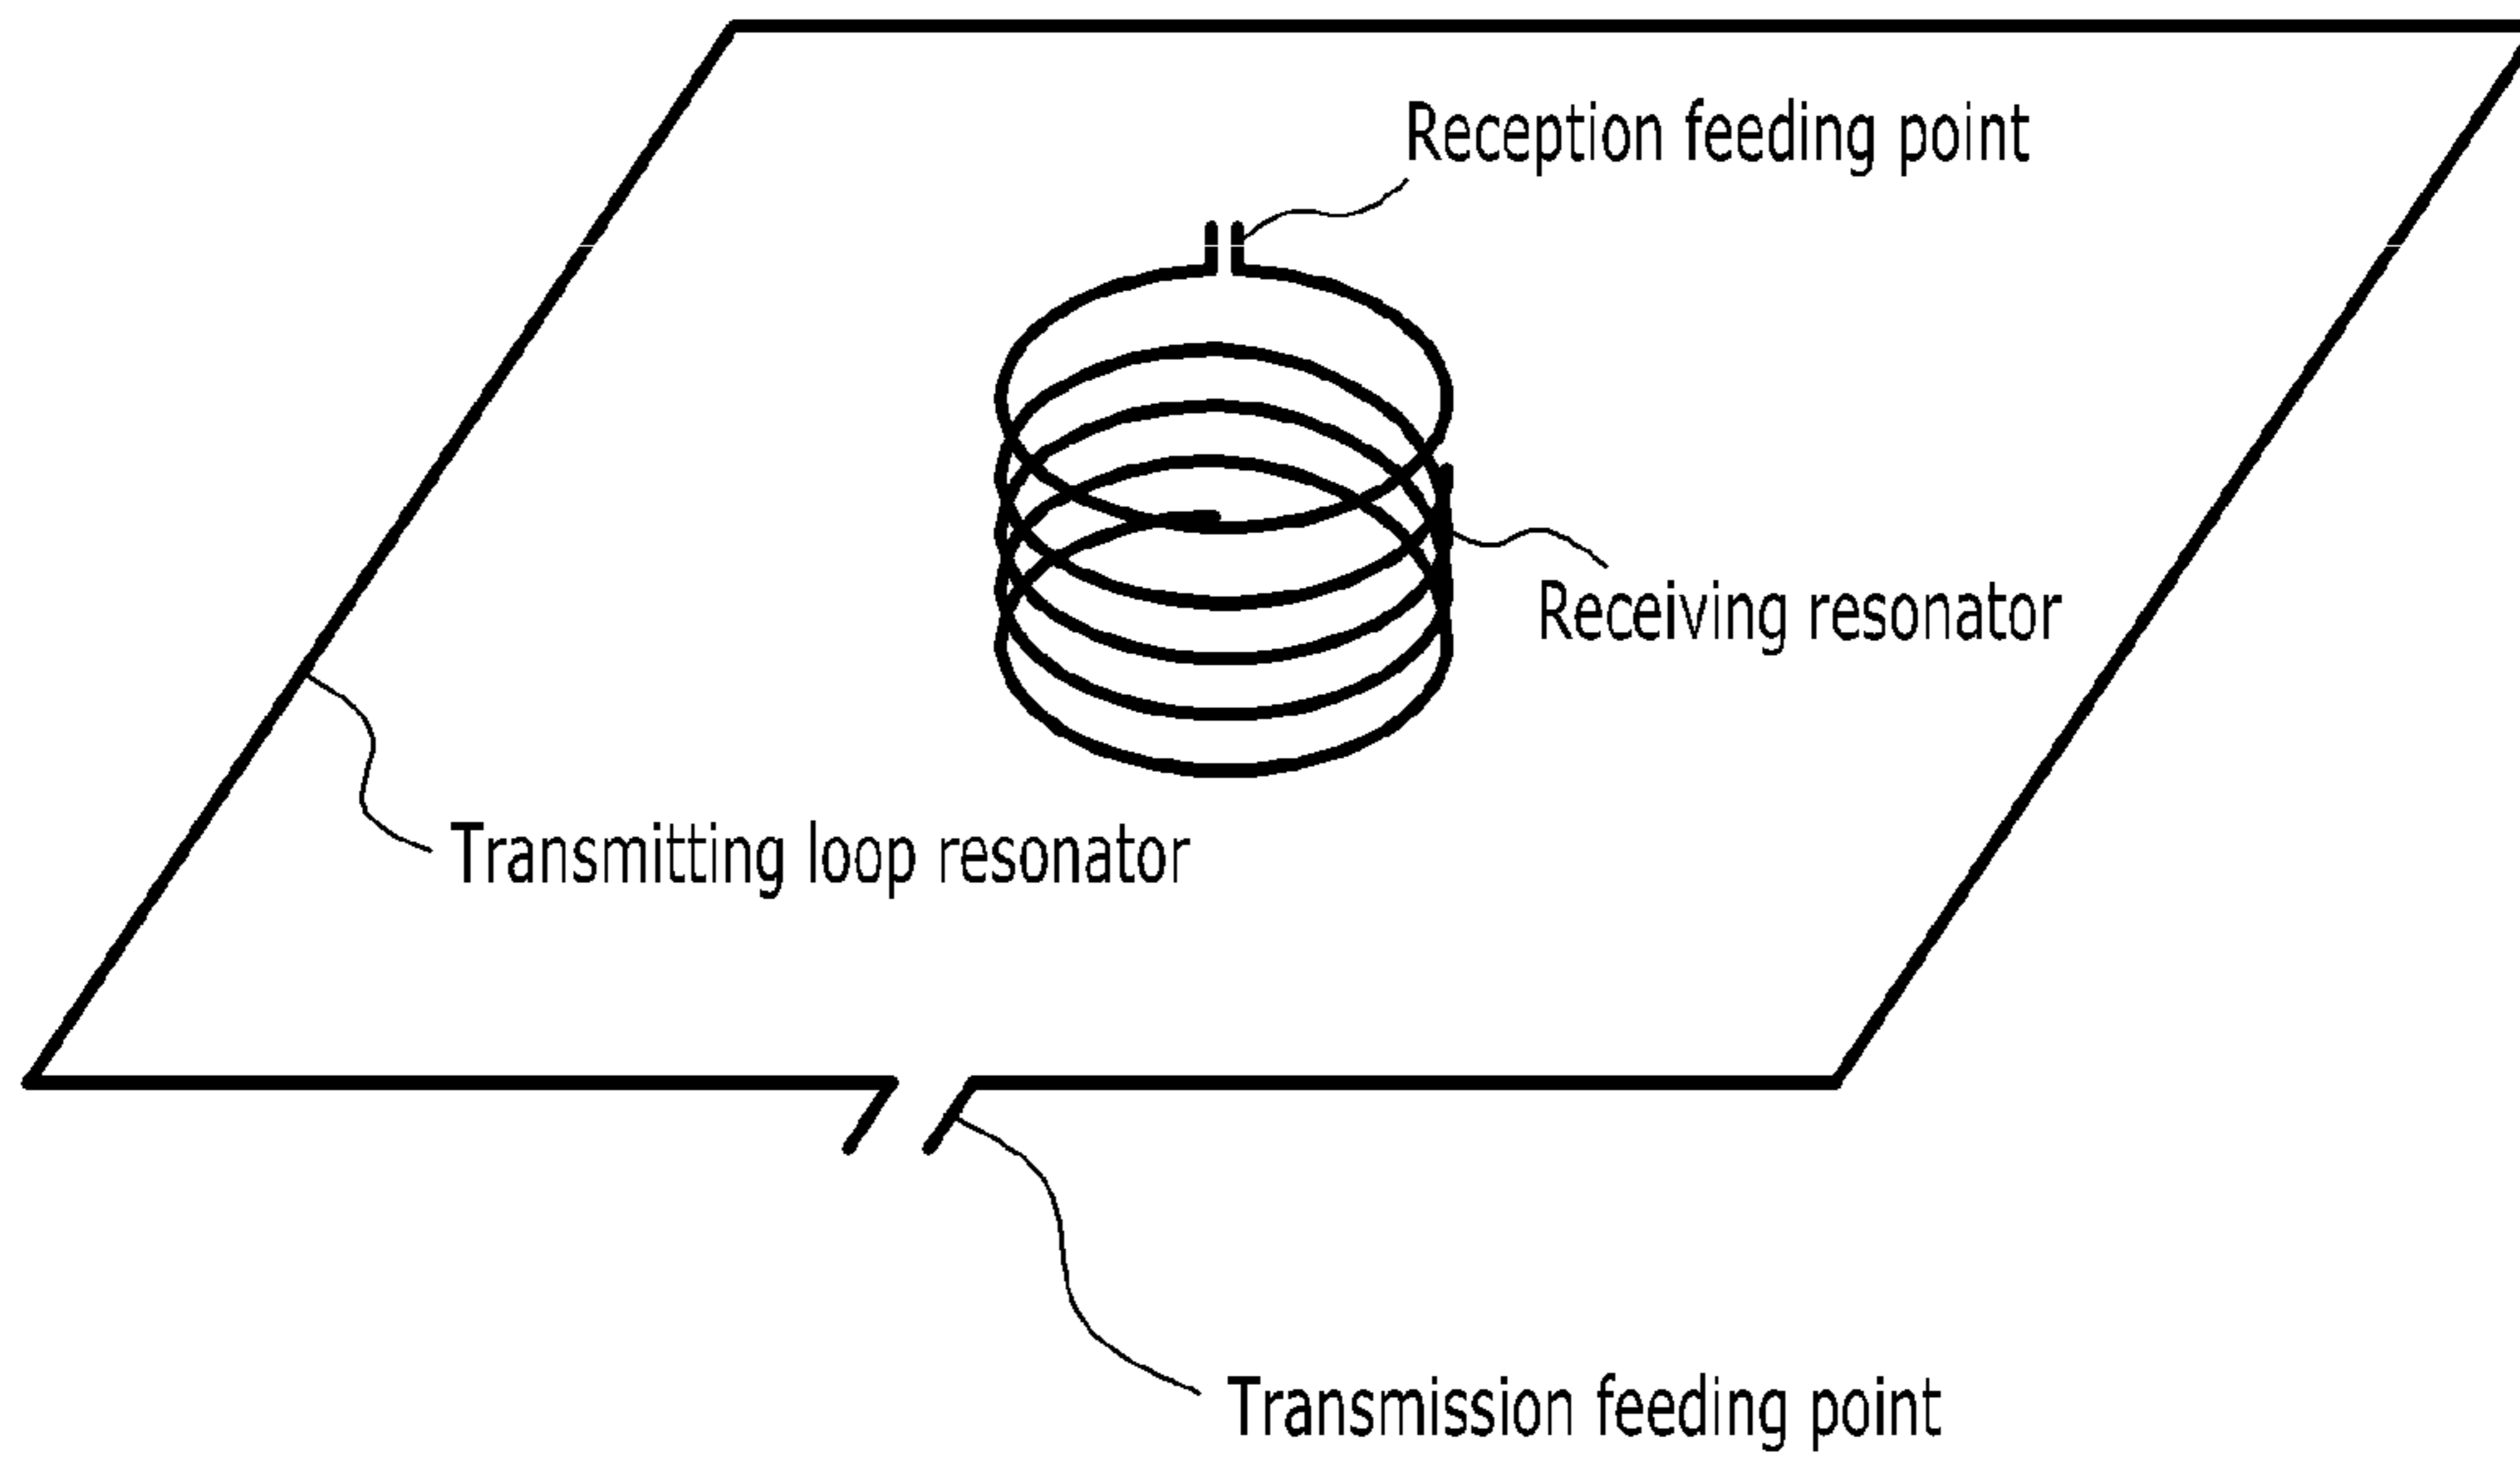 Reception feeding point
Receiving resonator
Transmitting loop resonator
Transmission feeding point